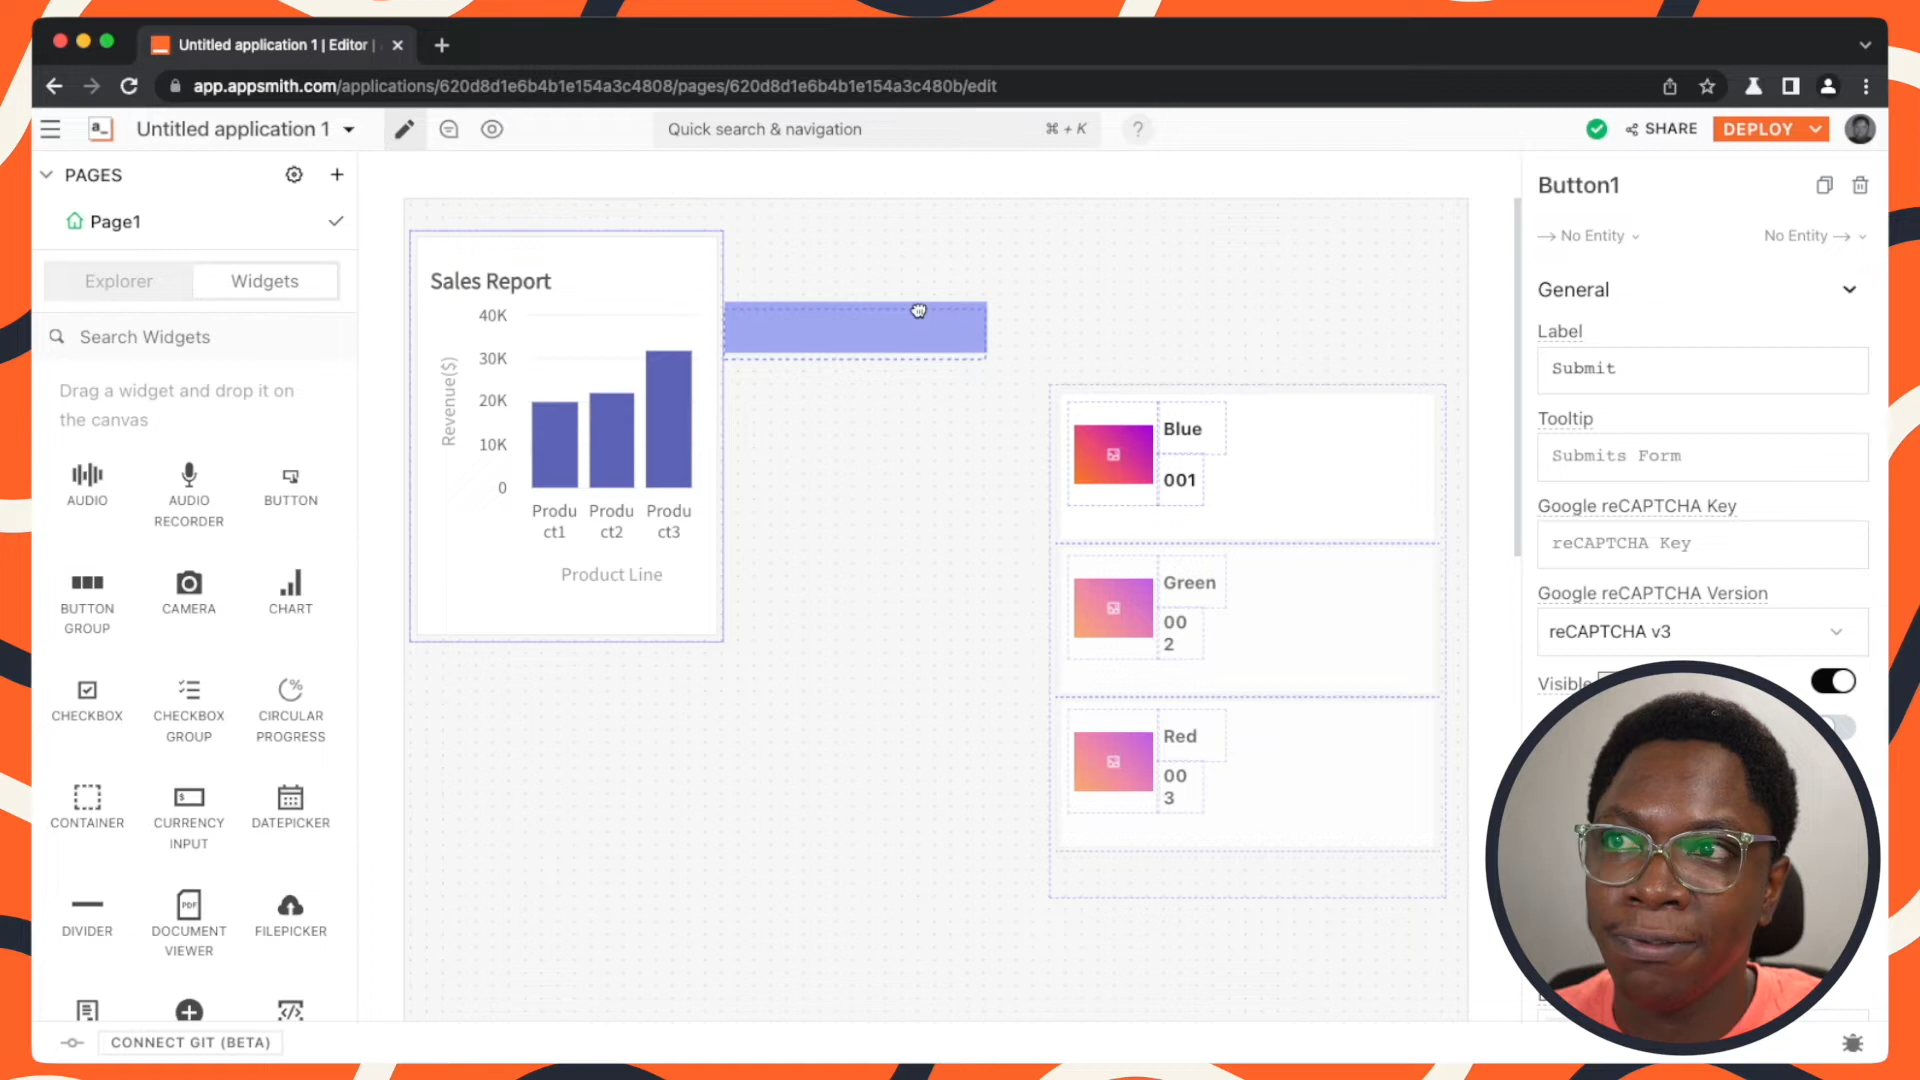 Untitled application 1 | Editor |
app.appsmith.com/applications/620d8d1e6b4b1e154a3c4808/pages/620d8d1e6b4b1e154a3c480b/edit
a_
Untitled application 1
Quick search & navigation
⌘ + K
?
SHARE
DEPLOY
PAGES
Page1
Explorer
Widgets
Search Widgets
Drag a widget and drop it on
the canvas
AUDIO
AUDIO
RECORDER
BUTTON
BUTTON
GROUP
CAMERA
CHART
CHECKBOX
CHECKBOX
GROUP
CIRCULAR
PROGRESS
CONTAINER
CURRENCY
INPUT
DATEPICKER
DIVIDER
PDF
DOCUMENT
VIEWER
FILEPICKER
CONNECT GIT (BETA)
Sales Report
40K
30K
20K
10K
0
Revenue($)
Produ
ct1
Produ
ct2
Produ
ct3
Product Line
Blue
001
Green
00
2
Red
00
3
Button1
No Entity
No Entity
General
Label
Submit
Tooltip
Submits Form
Google reCAPTCHA Key
reCAPTCHA Key
Google reCAPTCHA Version
reCAPTCHA v3
Visible